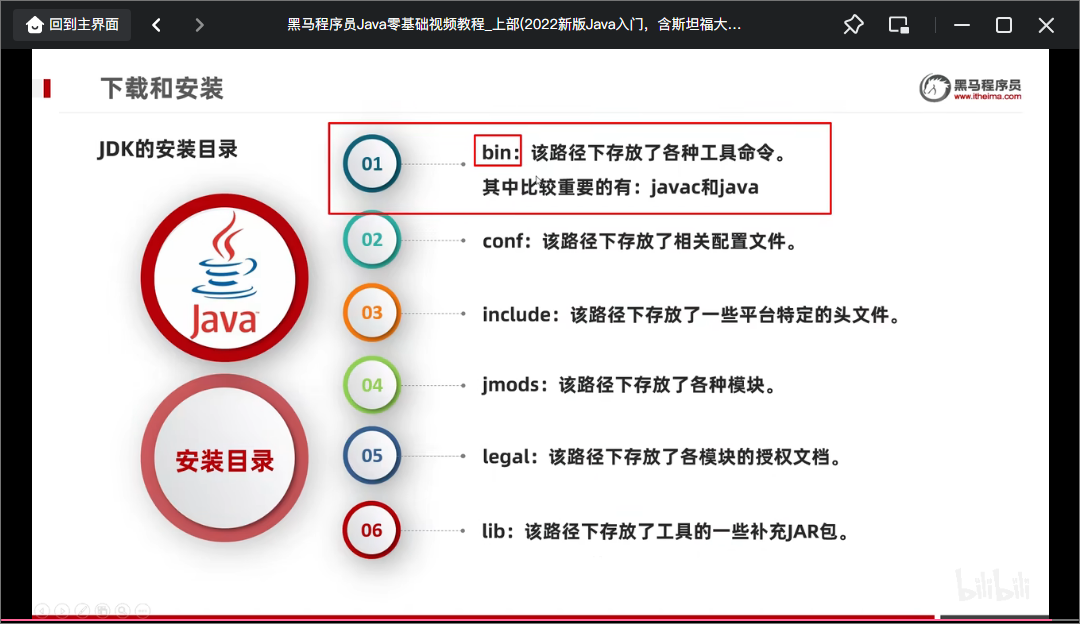 回到主界面
黑马程序员Java零基础视频教程_上部(2022新版Java入门，含斯坦福大...
下载和安装
黑马程序员
www.itheima.com
JDK的安装目录
01
bin：该路径下存放了各种工具命令。
其中比较重要的有：javac和java
02
conf：该路径下存放了相关配置文件。
03
include：该路径下存放了一些平台特定的头文件。
04
jmods：该路径下存放了各种模块。
05
legal：该路径下存放了各模块的授权文档。
06
lib：该路径下存放了工具的一些补充JAR包。
Java™
安装目录
bilibili